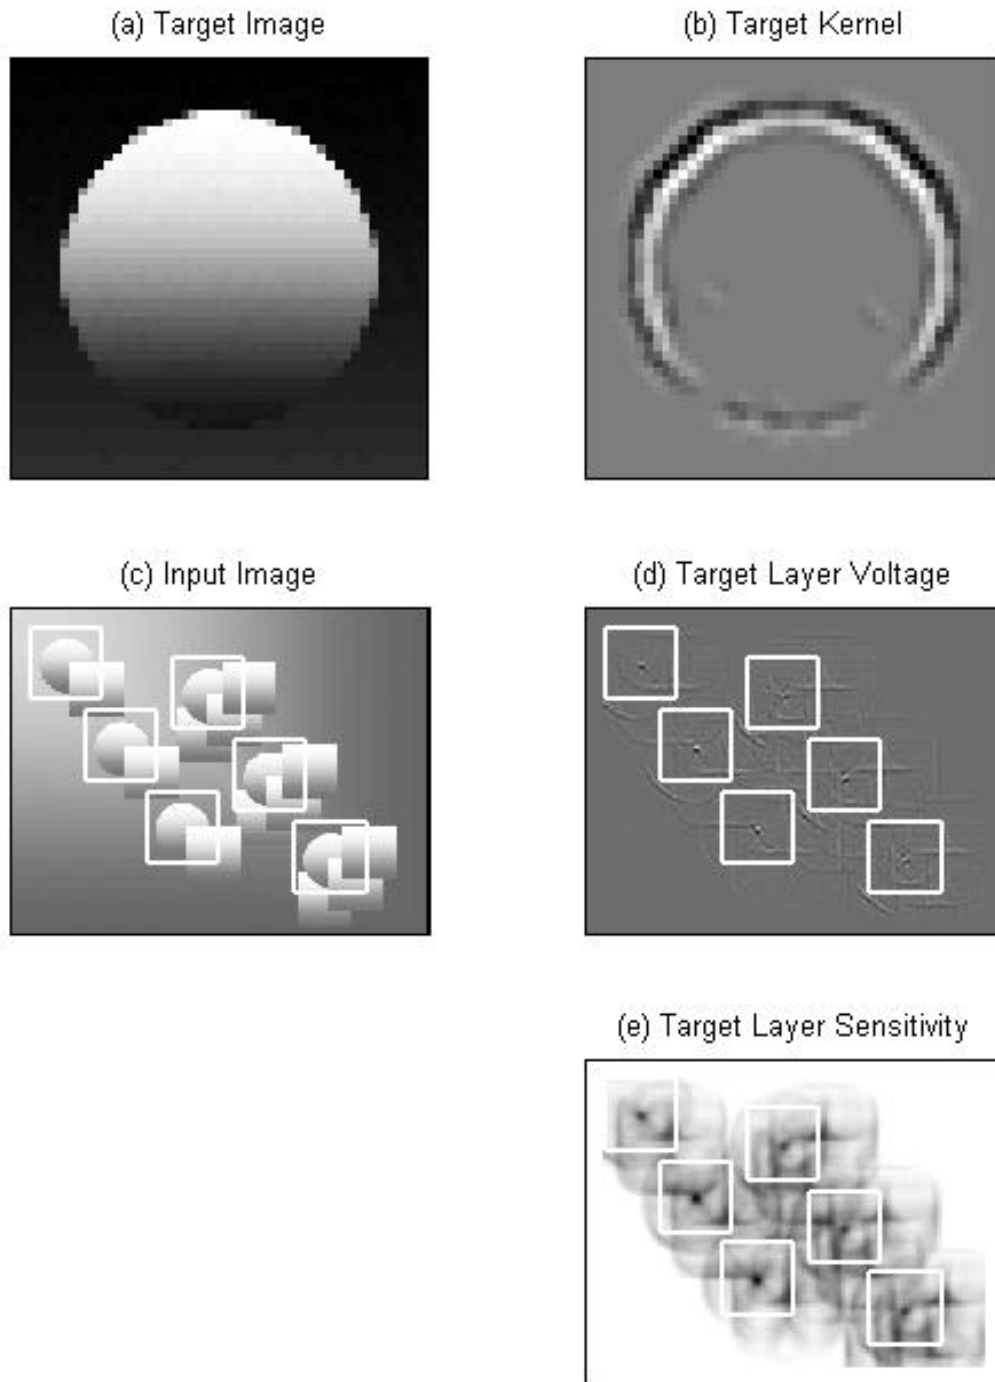 (a) Target Image
(b) Target Kernel
(c) Input Image
(d) Target Layer Voltage
(e) Target Layer Sensitivity